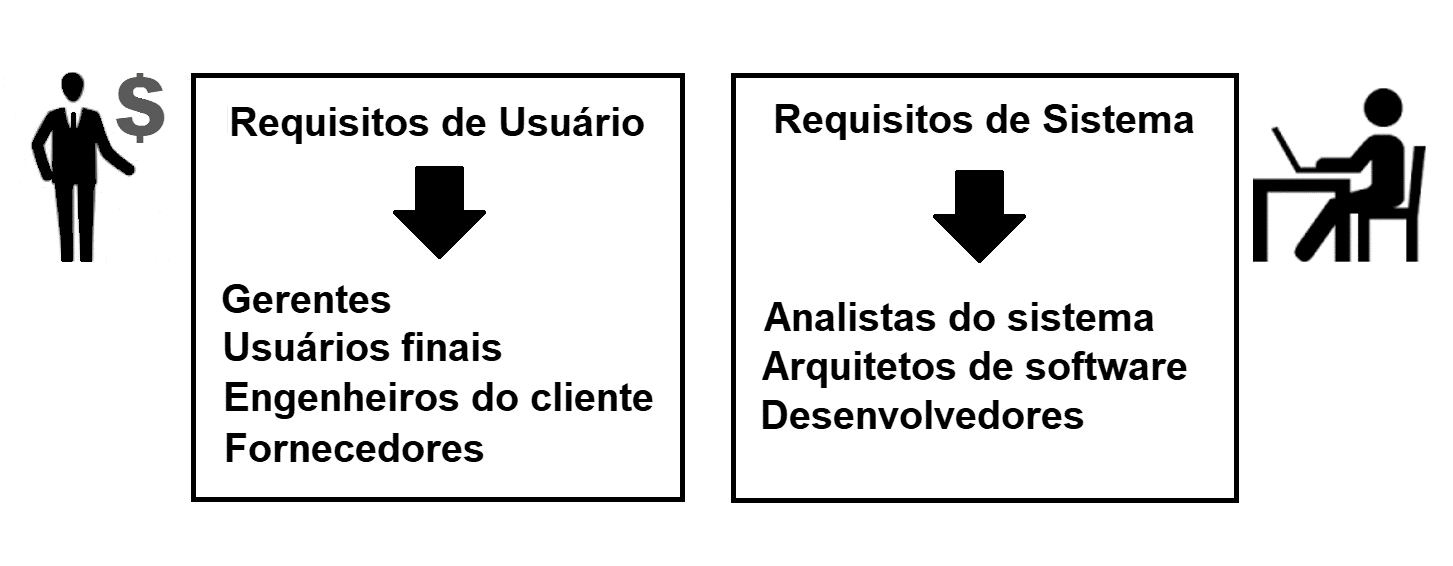 $
Requisitos de Usuário
Gerentes
Usuários finais
Engenheiros do cliente
Fornecedores
Requisitos de Sistema
Analistas do sistema
Arquitetos de software
Desenvolvedores